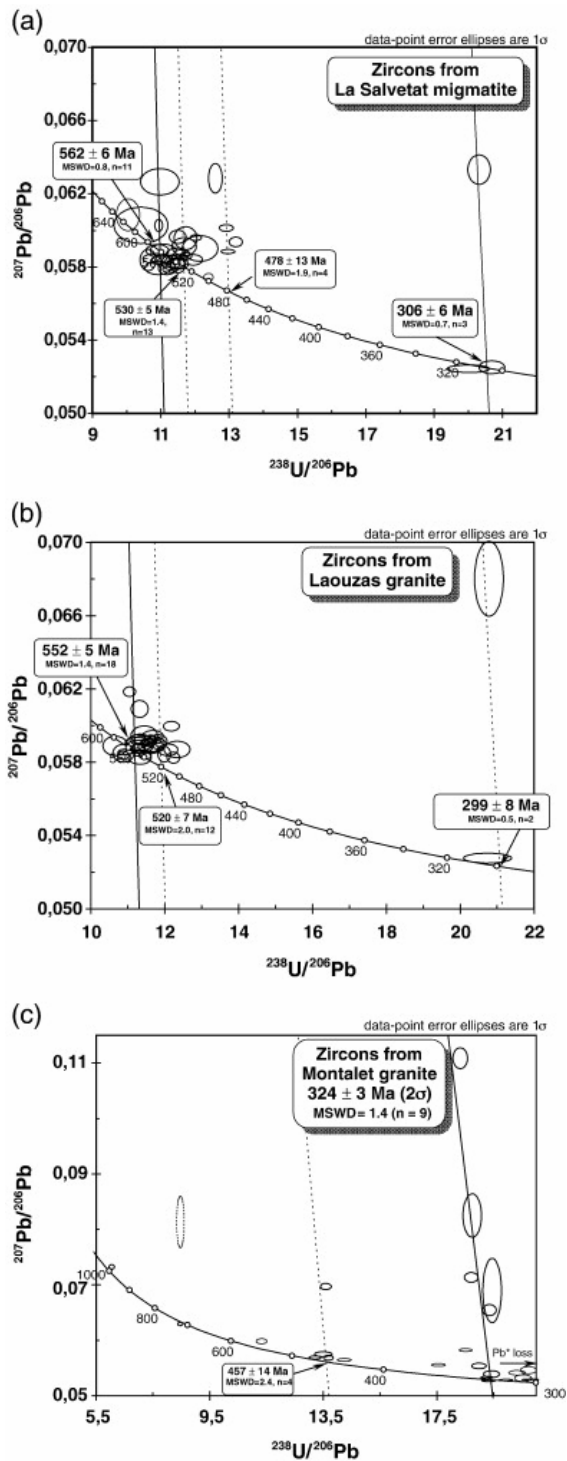 (a)
data-point error ellipses are 1σ
0,070
Zircons from
La Salvetat migmatite
0,066
562 ± 6 Ma
MSWD=0.8, n=11
0,062
640
600
207Pb/206Pb
0,058
520
478 ± 13 Ma
MSWD=1.9, n=4
530 ± 5 Ma
MSWD=1.4,
n=13
480
440
306 ± 6 Ma
MSWD=0.7, n=3
0,054
400
360
320
0,050
9 11 13 15 17 19 21
238U/206Pb
(b)
data-point error ellipses are 1σ
0,070
Zircons from
Laouzas granite
0,066
552 ± 5 Ma
MSWD=1.4, n=18
0,062
600
207Pb/206Pb
0,058
520
480
520 ± 7 Ma
MSWD=2.0, n=12
440
299 ± 8 Ma
MSWD=0.5, n=2
0,054
400
360
320
0,050
10 12 14 16 18 20 22
238U/206Pb
(c)
data-point error ellipses are 1σ
0,11
Zircons from
Montalet granite
324 ± 3 Ma (2σ)
MSWD= 1.4 (n = 9)
0,09
207Pb/206Pb
1000
0,07
800
600
457 ± 14 Ma
MSWD=2.4, n=4
400
Pb* loss
0,05
300
5,5 9,5 13,5 17,5
238U/206Pb